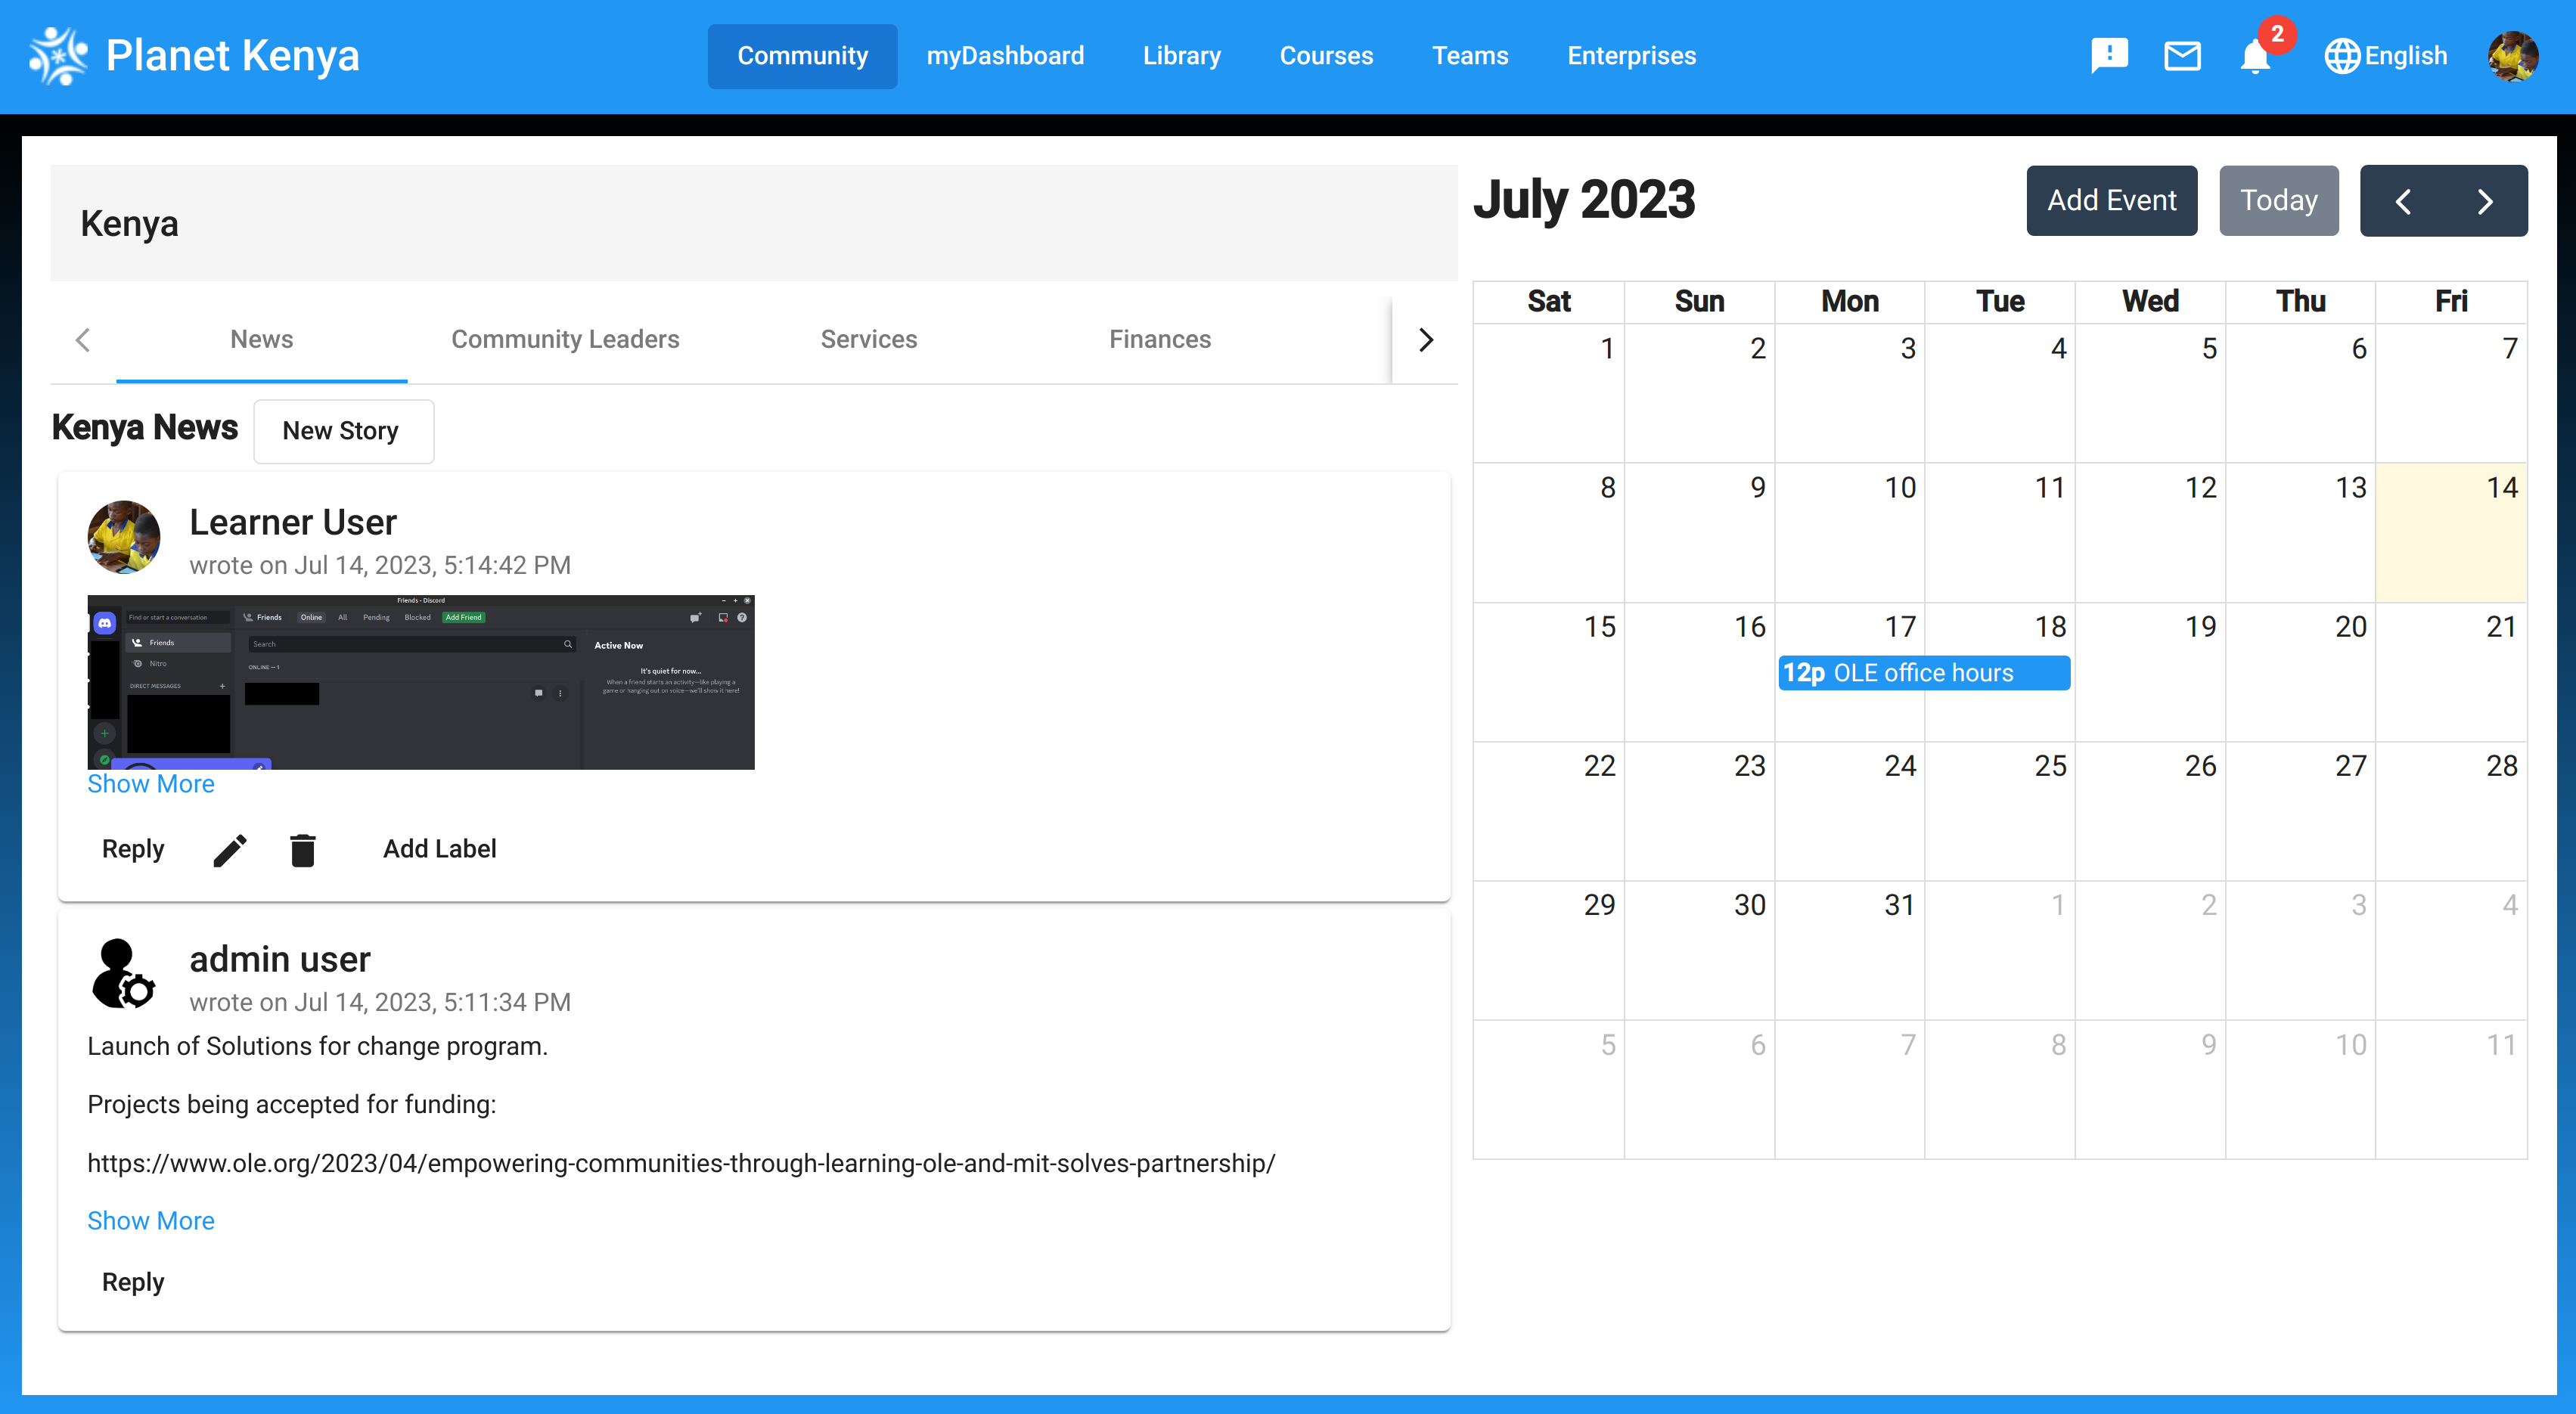 Planet Kenya
Community myDashboard Library Courses Teams Enterprises
2
English
Kenya
News Community Leaders Services Finances
Kenya News New Story
Learner User
wrote on Jul 14, 2023, 5:14:42 PM
Friends - Discord
Find or start a conversation Friends Online All Pending Blocked Add Friend
Friends
Search
Active Now
Nitro
ONLINE — 1
It's quiet for now...
DIRECT MESSAGES
When a friend starts an activity—like playing a
game or hanging out on voice—we'll show it here!
Show More
Reply Add Label
admin user
wrote on Jul 14, 2023, 5:11:34 PM
Launch of Solutions for change program.
Projects being accepted for funding:
https://www.ole.org/2023/04/empowering-communities-through-learning-ole-and-mit-solves-partnership/
Show More
Reply
July 2023 Add Event Today
Sat Sun Mon Tue Wed Thu Fri
1 2 3 4 5 6 7
8 9 10 11 12 13 14
15 16 17 18 19 20 21
12p OLE office hours
22 23 24 25 26 27 28
29 30 31 1 2 3 4
5 6 7 8 9 10 11